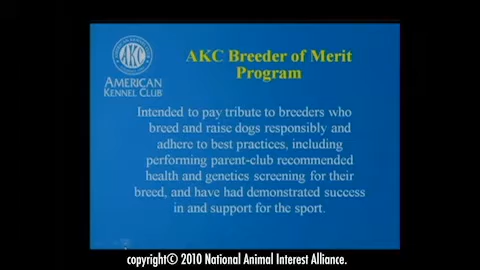 AKC Breeder of Merit
Program
AKC
AMERICAN
KENNEL CLUB
Intended to pay tribute to breeders who
breed and raise dogs responsibly and
adhere to best practices, including
performing parent-club recommended
health and genetics screening for their
breed, and have had demonstrated success
in and support for the sport.
copyright© 2010 National Animal Interest Alliance.